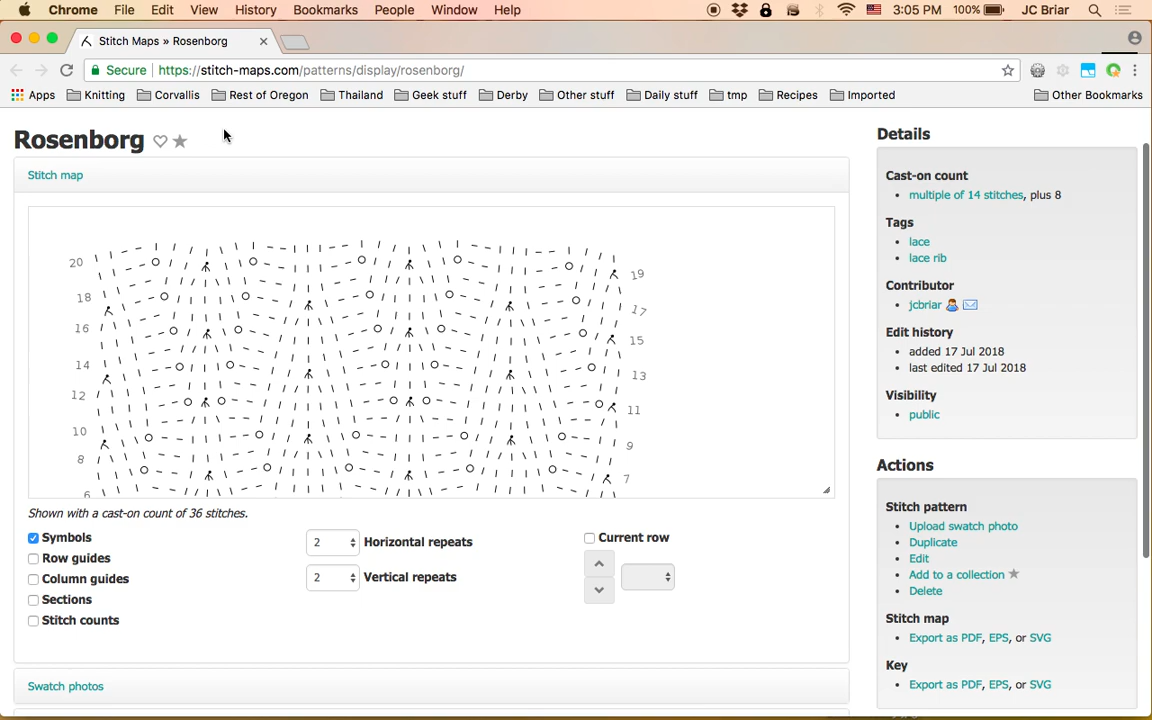 Chrome File Edit View History Bookmarks People Window Help 3:05 PM 100% JC Briar
Stitch Maps » Rosenborg
Secure https://stitch-maps.com/patterns/display/rosenborg/
Apps Knitting Corvallis Rest of Oregon Thailand Geek stuff Derby Other stuff Daily stuff tmp Recipes Imported Other Bookmarks
Rosenborg
Stitch map
20
19
18
17
16
15
14
13
12
11
10
9
8
7
6
Shown with a cast-on count of 36 stitches.
Symbols
Row guides
Column guides
Sections
Stitch counts
2 Horizontal repeats
2 Vertical repeats
Current row
Swatch photos
Details
Cast-on count
• multiple of 14 stitches, plus 8
Tags
• lace
• lace rib
Contributor
• jcbriar
Edit history
• added 17 Jul 2018
• last edited 17 Jul 2018
Visibility
• public
Actions
Stitch pattern
• Upload swatch photo
• Duplicate
• Edit
• Add to a collection
• Delete
Stitch map
• Export as PDF, EPS, or SVG
Key
• Export as PDF, EPS, or SVG